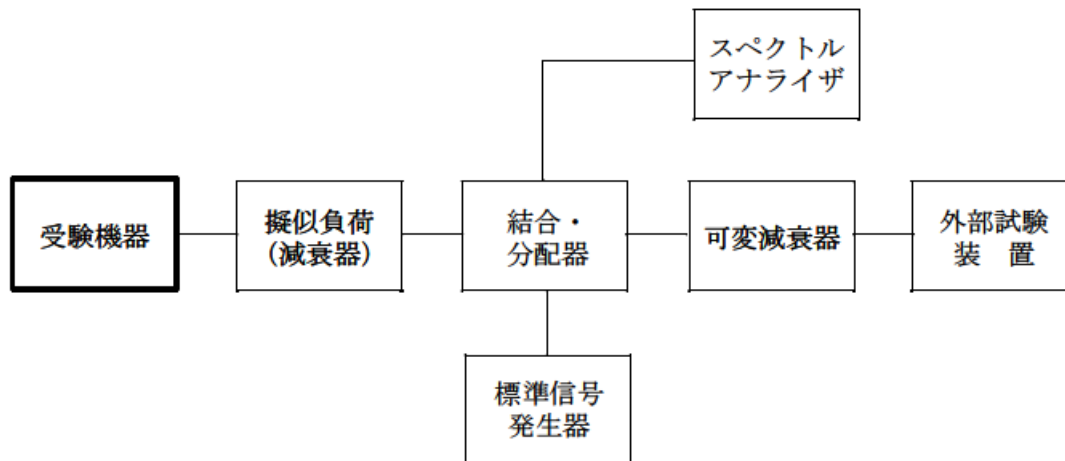 スペクトル
アナライザ
受験機器
擬似負荷
(減衰器)
結合・
分配器
可変減衰器
外部試験
装　置
標準信号
発生器